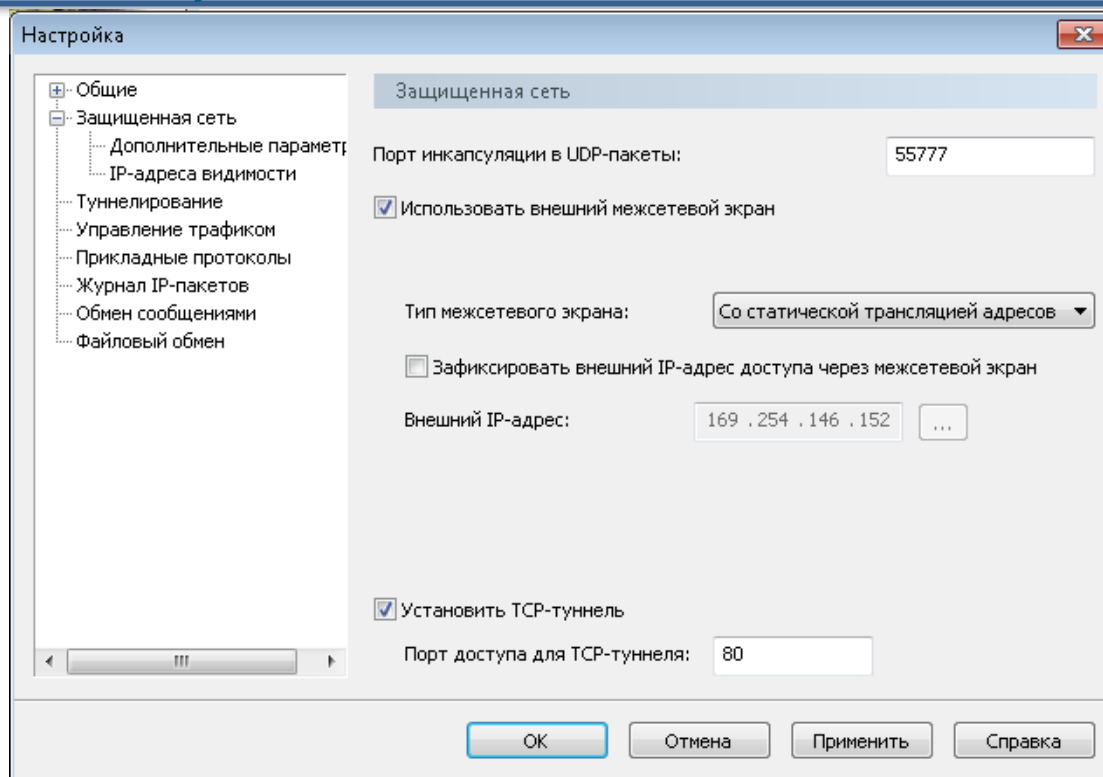 Настройка
Общие
Защищенная сеть
Дополнительные параметр
IP-адреса видимости
Туннелирование
Управление трафиком
Прикладные протоколы
Журнал IP-пакетов
Обмен сообщениями
Файловый обмен
Защищенная сеть
Порт инкапсуляции в UDP-пакеты: 55777
Использовать внешний межсетевой экран
Тип межсетевого экрана: Со статической трансляцией адресов
Зафиксировать внешний IP-адрес доступа через межсетевой экран
Внешний IP-адрес: 169 . 254 . 146 . 152 ...
Установить TCP-туннель
Порт доступа для TCP-туннеля: 80
OK Отмена Применить Справка